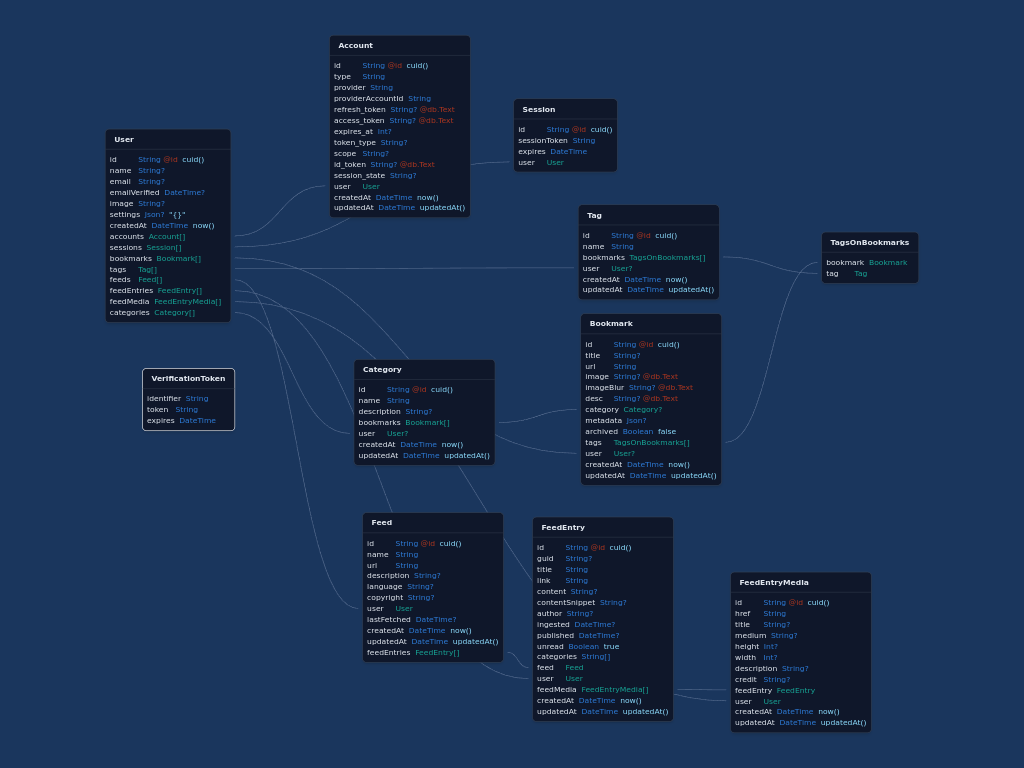 Account
id String @id cuid()
type String
provider String
providerAccountId String
refresh_token String? @db.Text
access_token String? @db.Text
expires_at Int?
token_type String?
scope String?
id_token String? @db.Text
session_state String?
user User
createdAt DateTime now()
updatedAt DateTime updatedAt()
Session
id String @id cuid()
sessionToken String
expires DateTime
user User
User
id String @id cuid()
name String?
email String?
emailVerified DateTime?
image String?
settings Json? "{}"
createdAt DateTime now()
accounts Account[]
sessions Session[]
bookmarks Bookmark[]
tags Tag[]
feeds Feed[]
feedEntries FeedEntry[]
feedMedia FeedEntryMedia[]
categories Category[]
Tag
id String @id cuid()
name String
bookmarks TagsOnBookmarks[]
user User?
createdAt DateTime now()
updatedAt DateTime updatedAt()
TagsOnBookmarks
bookmark Bookmark
tag Tag
Bookmark
id String @id cuid()
title String?
url String
image String? @db.Text
imageBlur String? @db.Text
desc String? @db.Text
category Category?
metadata Json?
archived Boolean false
tags TagsOnBookmarks[]
user User?
createdAt DateTime now()
updatedAt DateTime updatedAt()
VerificationToken
identifier String
token String
expires DateTime
Category
id String @id cuid()
name String
description String?
bookmarks Bookmark[]
user User?
createdAt DateTime now()
updatedAt DateTime updatedAt()
Feed
id String @id cuid()
name String
url String
description String?
language String?
copyright String?
user User
lastFetched DateTime?
createdAt DateTime now()
updatedAt DateTime updatedAt()
feedEntries FeedEntry[]
FeedEntry
id String @id cuid()
guid String?
title String
link String
content String?
contentSnippet String?
author String?
ingested DateTime?
published DateTime?
unread Boolean true
categories String[]
feed Feed
user User
feedMedia FeedEntryMedia[]
createdAt DateTime now()
updatedAt DateTime updatedAt()
FeedEntryMedia
id String @id cuid()
href String
title String?
medium String?
height Int?
width Int?
description String?
credit String?
feedEntry FeedEntry
user User
createdAt DateTime now()
updatedAt DateTime updatedAt()